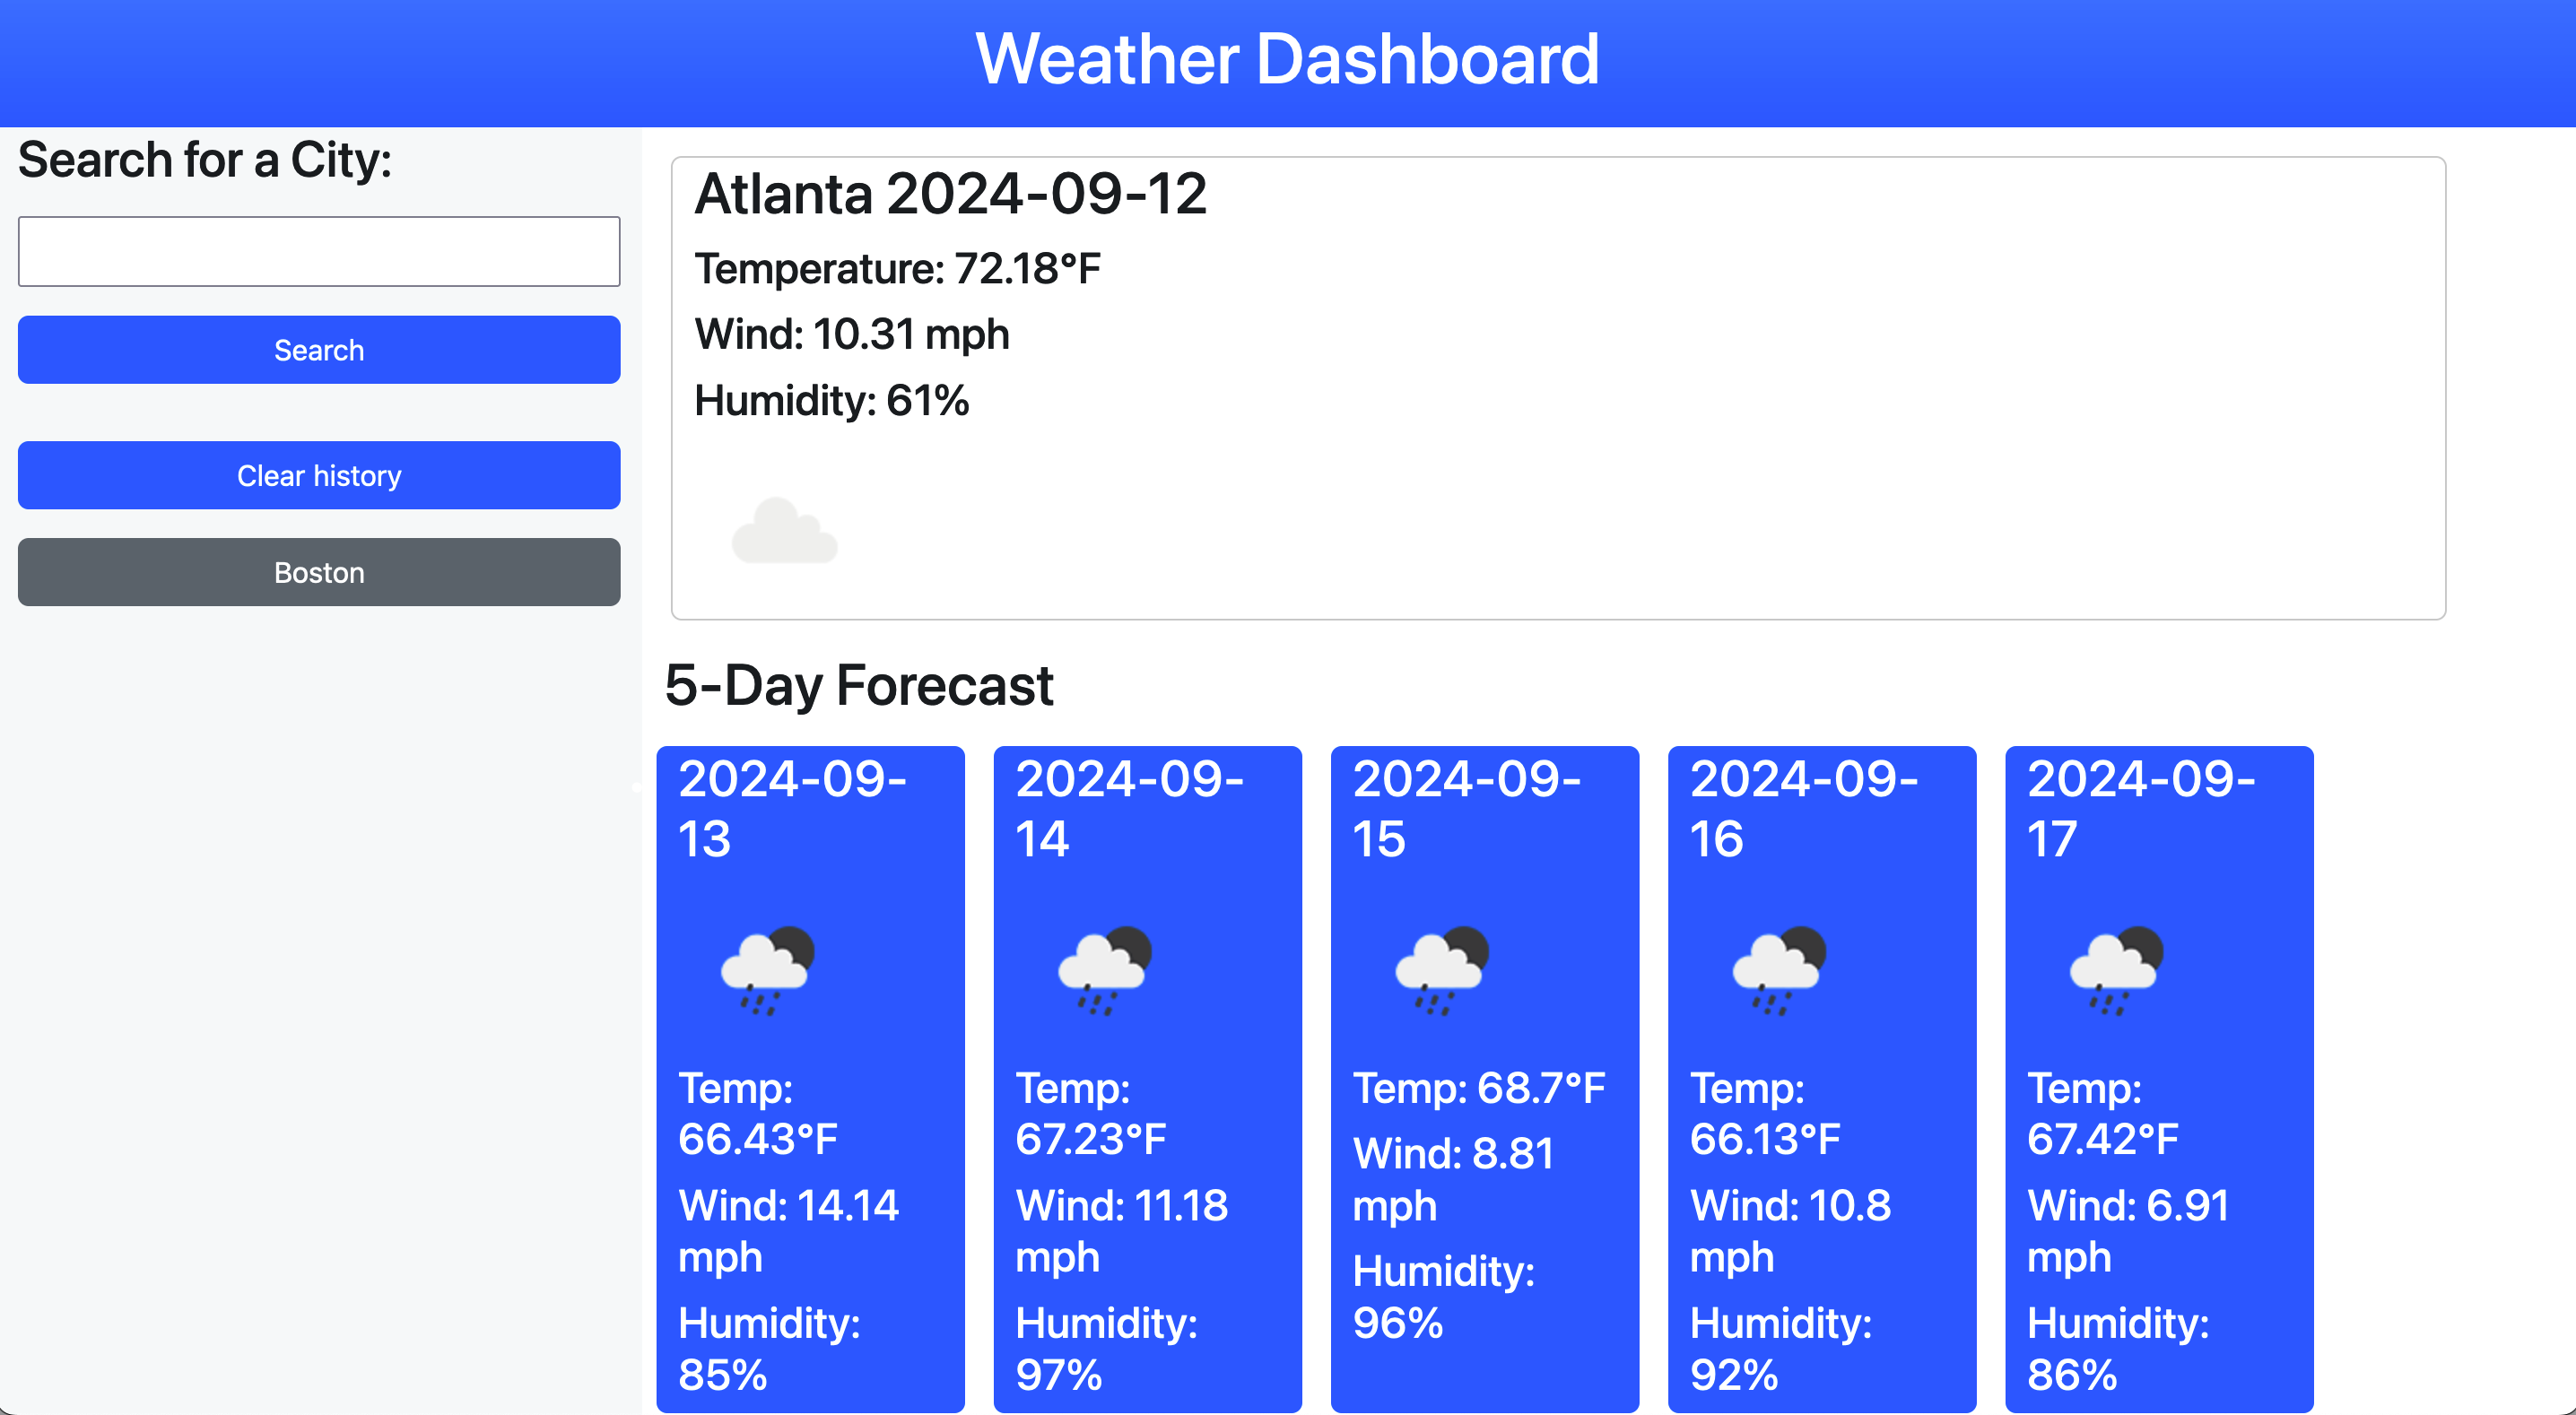 Weather Dashboard
Search for a City:
Search
Clear history
Boston
Atlanta 2024-09-12
Temperature: 72.18°F
Wind: 10.31 mph
Humidity: 61%
5-Day Forecast
2024-09-
13
Temp:
66.43°F
Wind: 14.14
mph
Humidity:
85%
2024-09-
14
Temp:
67.23°F
Wind: 11.18
mph
Humidity:
97%
2024-09-
15
Temp: 68.7°F
Wind: 8.81
mph
Humidity:
96%
2024-09-
16
Temp:
66.13°F
Wind: 10.8
mph
Humidity:
92%
2024-09-
17
Temp:
67.42°F
Wind: 6.91
mph
Humidity:
86%